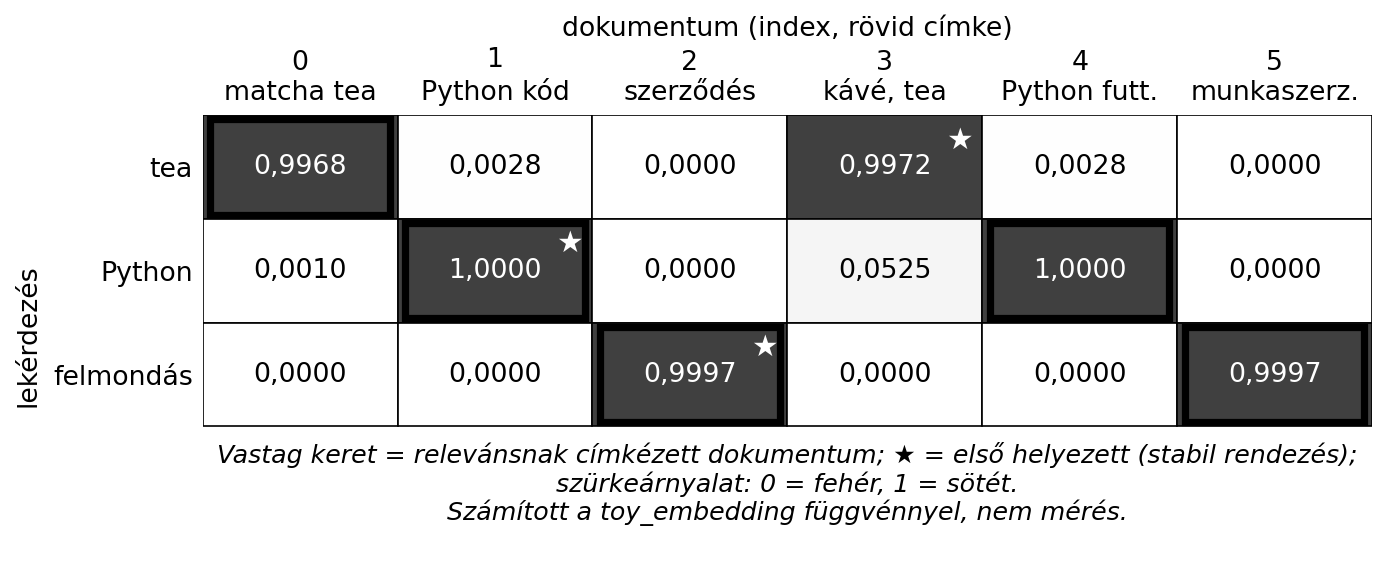 dokumentum (index, rövid címke)
0 1 2 3 4 5
matcha tea Python kód szerződés kávé, tea Python futt. munkaszerz.
tea 0,9968 0,0028 0,0000 0,9972 ★ 0,0028 0,0000
Python 0,0010 1,0000 ★ 0,0000 0,0525 1,0000 0,0000
felmondás 0,0000 0,0000 0,9997 ★ 0,0000 0,0000 0,9997
lekérdezés
Vastag keret = relevánsnak címkézett dokumentum; ★ = első helyezett (stabil rendezés);
szürkeárnyalat: 0 = fehér, 1 = sötét.
Számított a toy_embedding függvénnyel, nem mérés.